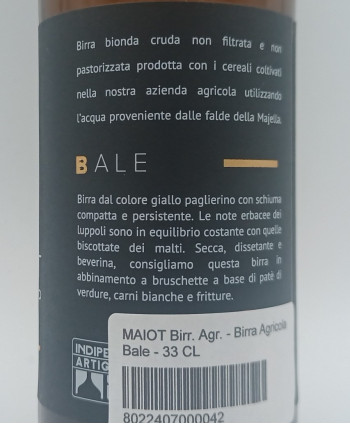 Birra bionda cruda non filtrata e non
pastorizzata prodotta con i cereali coltivati
nella nostra azienda agricola utilizzando
l'acqua proveniente dalle falde della Majella.
BALE
Birra dal colore giallo paglierino con schiuma
compatta e persistente. Le note erbacee dei
luppoli sono in equilibrio costante con quelle
biscottate dei malti. Secca, dissetante e
beverina, consigliamo questa birra in
abbinamento a bruschette a base di patè di
verdure, carni bianche e fritture.
MAIOT Birr. Agr. - Birra Agricola
Bale - 33 CL
8022407000042